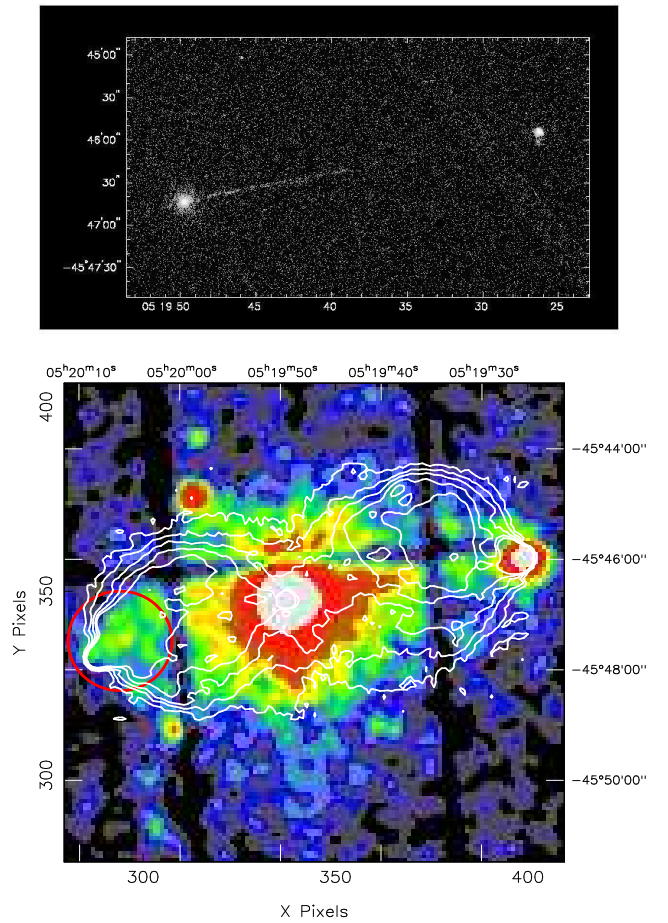 45'00"
30"
46'00"
30"
47'00"
−45°47'30"
05 19 50 45 40 35 30 25
05ʰ20ᵐ10ˢ 05ʰ20ᵐ00ˢ 05ʰ19ᵐ50ˢ 05ʰ19ᵐ40ˢ 05ʰ19ᵐ30ˢ
400
−45°44'00"
−45°46'00"
350
Y Pixels
−45°48'00"
300
−45°50'00"
300 350 400
X Pixels